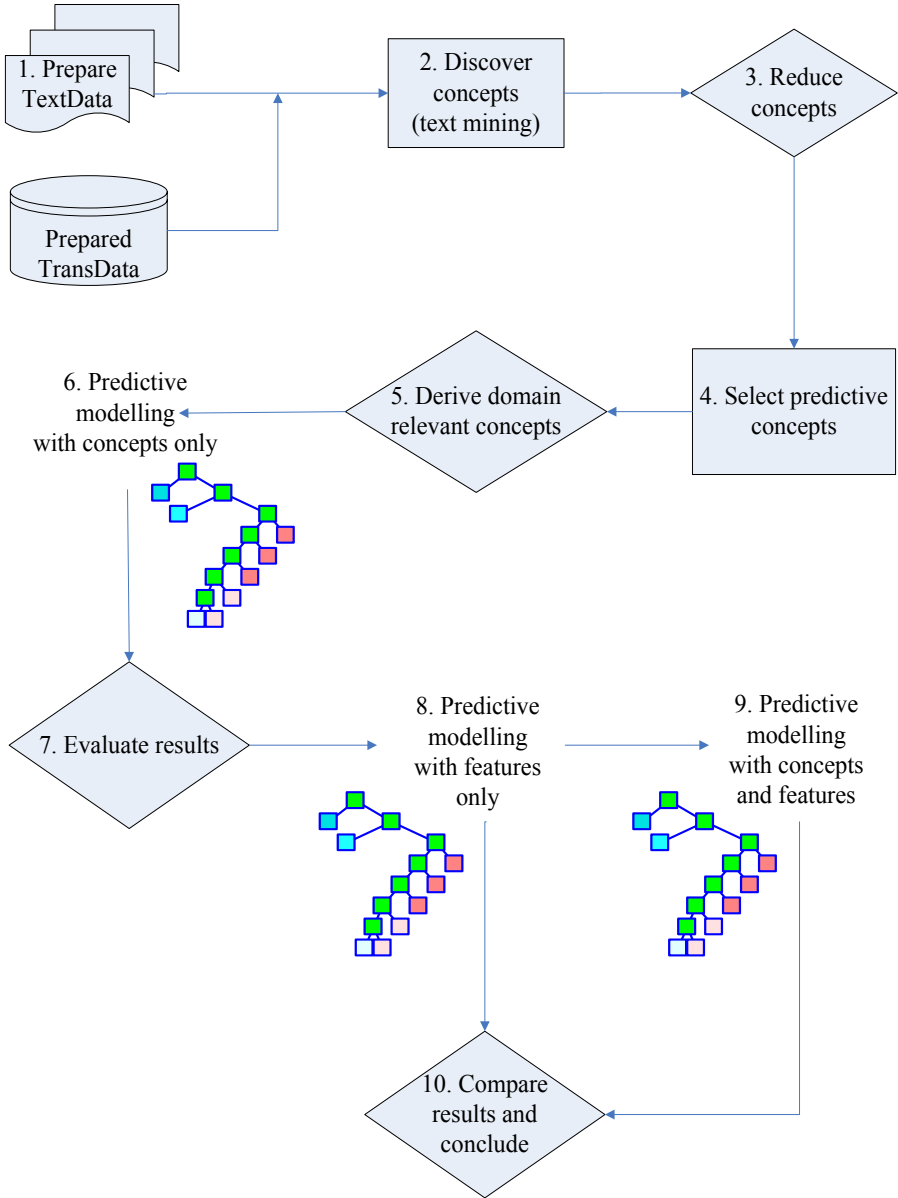 1. Prepare
TextData
2. Discover
concepts
(text mining)
3. Reduce
concepts
Prepared
TransData
4. Select predictive
concepts
5. Derive domain
relevant concepts
6. Predictive
modelling
with concepts only
7. Evaluate results
8. Predictive
modelling
with features
only
9. Predictive
modelling
with concepts
and features
10. Compare
results and
conclude